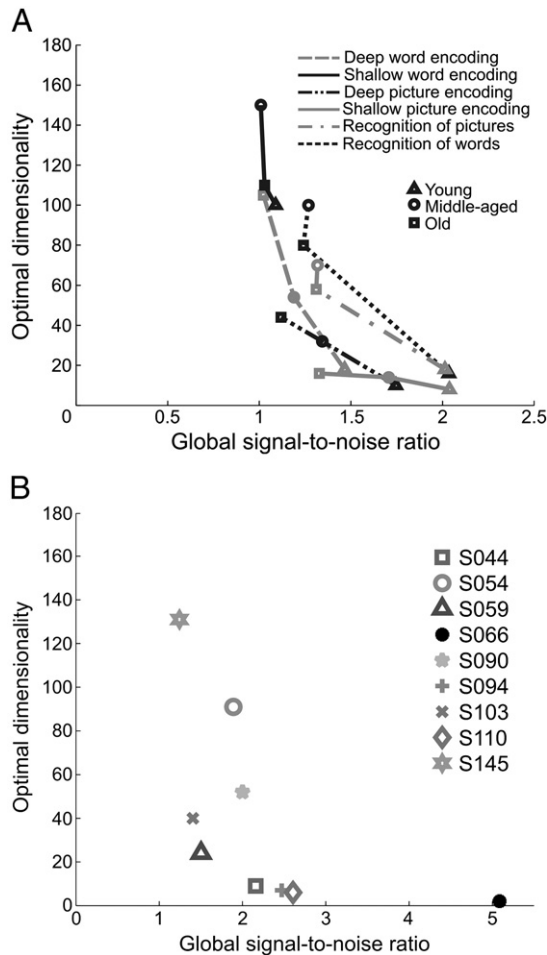 A
180
160
140
120
100
80
60
40
20
0
0.5
1
1.5
2
2.5
Optimal dimensionality
Global signal-to-noise ratio
Deep word encoding
Shallow word encoding
Deep picture encoding
Shallow picture encoding
Recognition of pictures
Recognition of words
Young
Middle-aged
Old
B
180
160
140
120
100
80
60
40
20
0
0
1
2
3
4
5
Optimal dimensionality
Global signal-to-noise ratio
S044
S054
S059
S066
S090
S094
S103
S110
S145